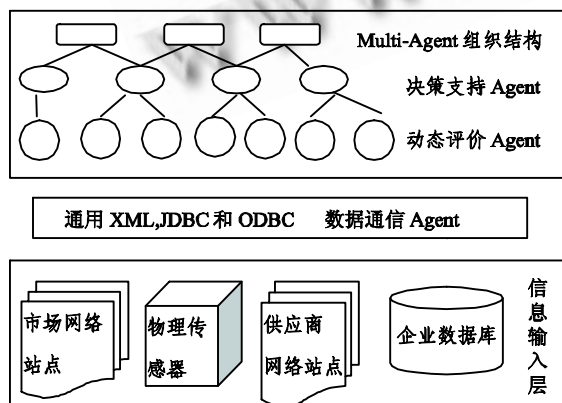 Multi-Agent 组织结构
决策支持 Agent
动态评价 Agent
通用 XML,JDBC 和 ODBC 数据通信 Agent
市场网络
站点
物理传
感器
供应商
网络站点
企业数据库
信息输入层